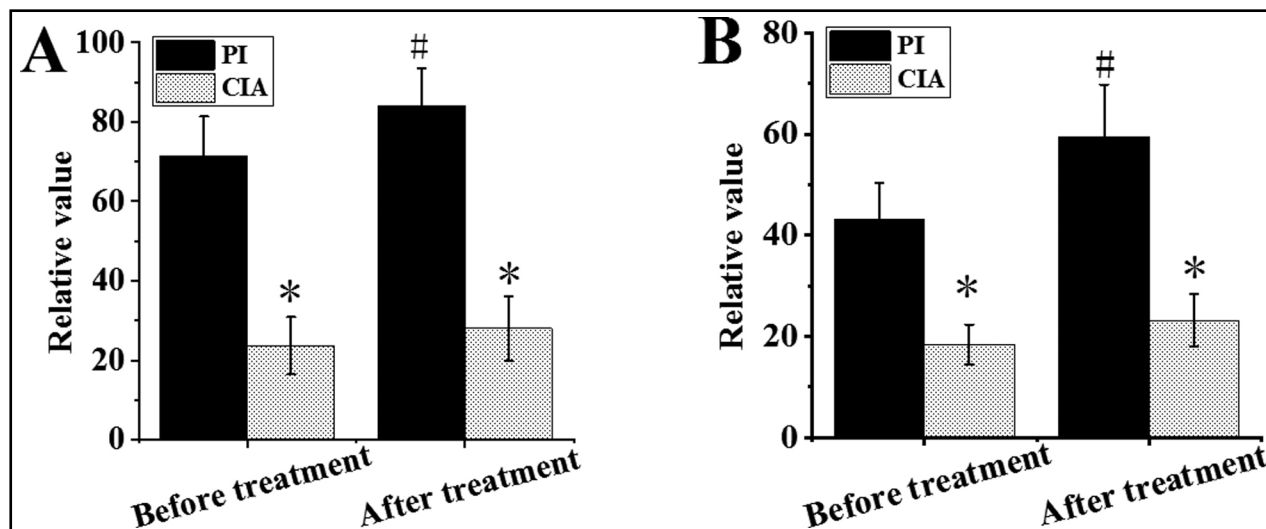 A
PI
CIA
Relative value
100
80
60
40
20
0
#
*
*
Before treatment
After treatment
B
PI
CIA
Relative value
80
60
40
20
0
#
*
*
Before treatment
After treatment